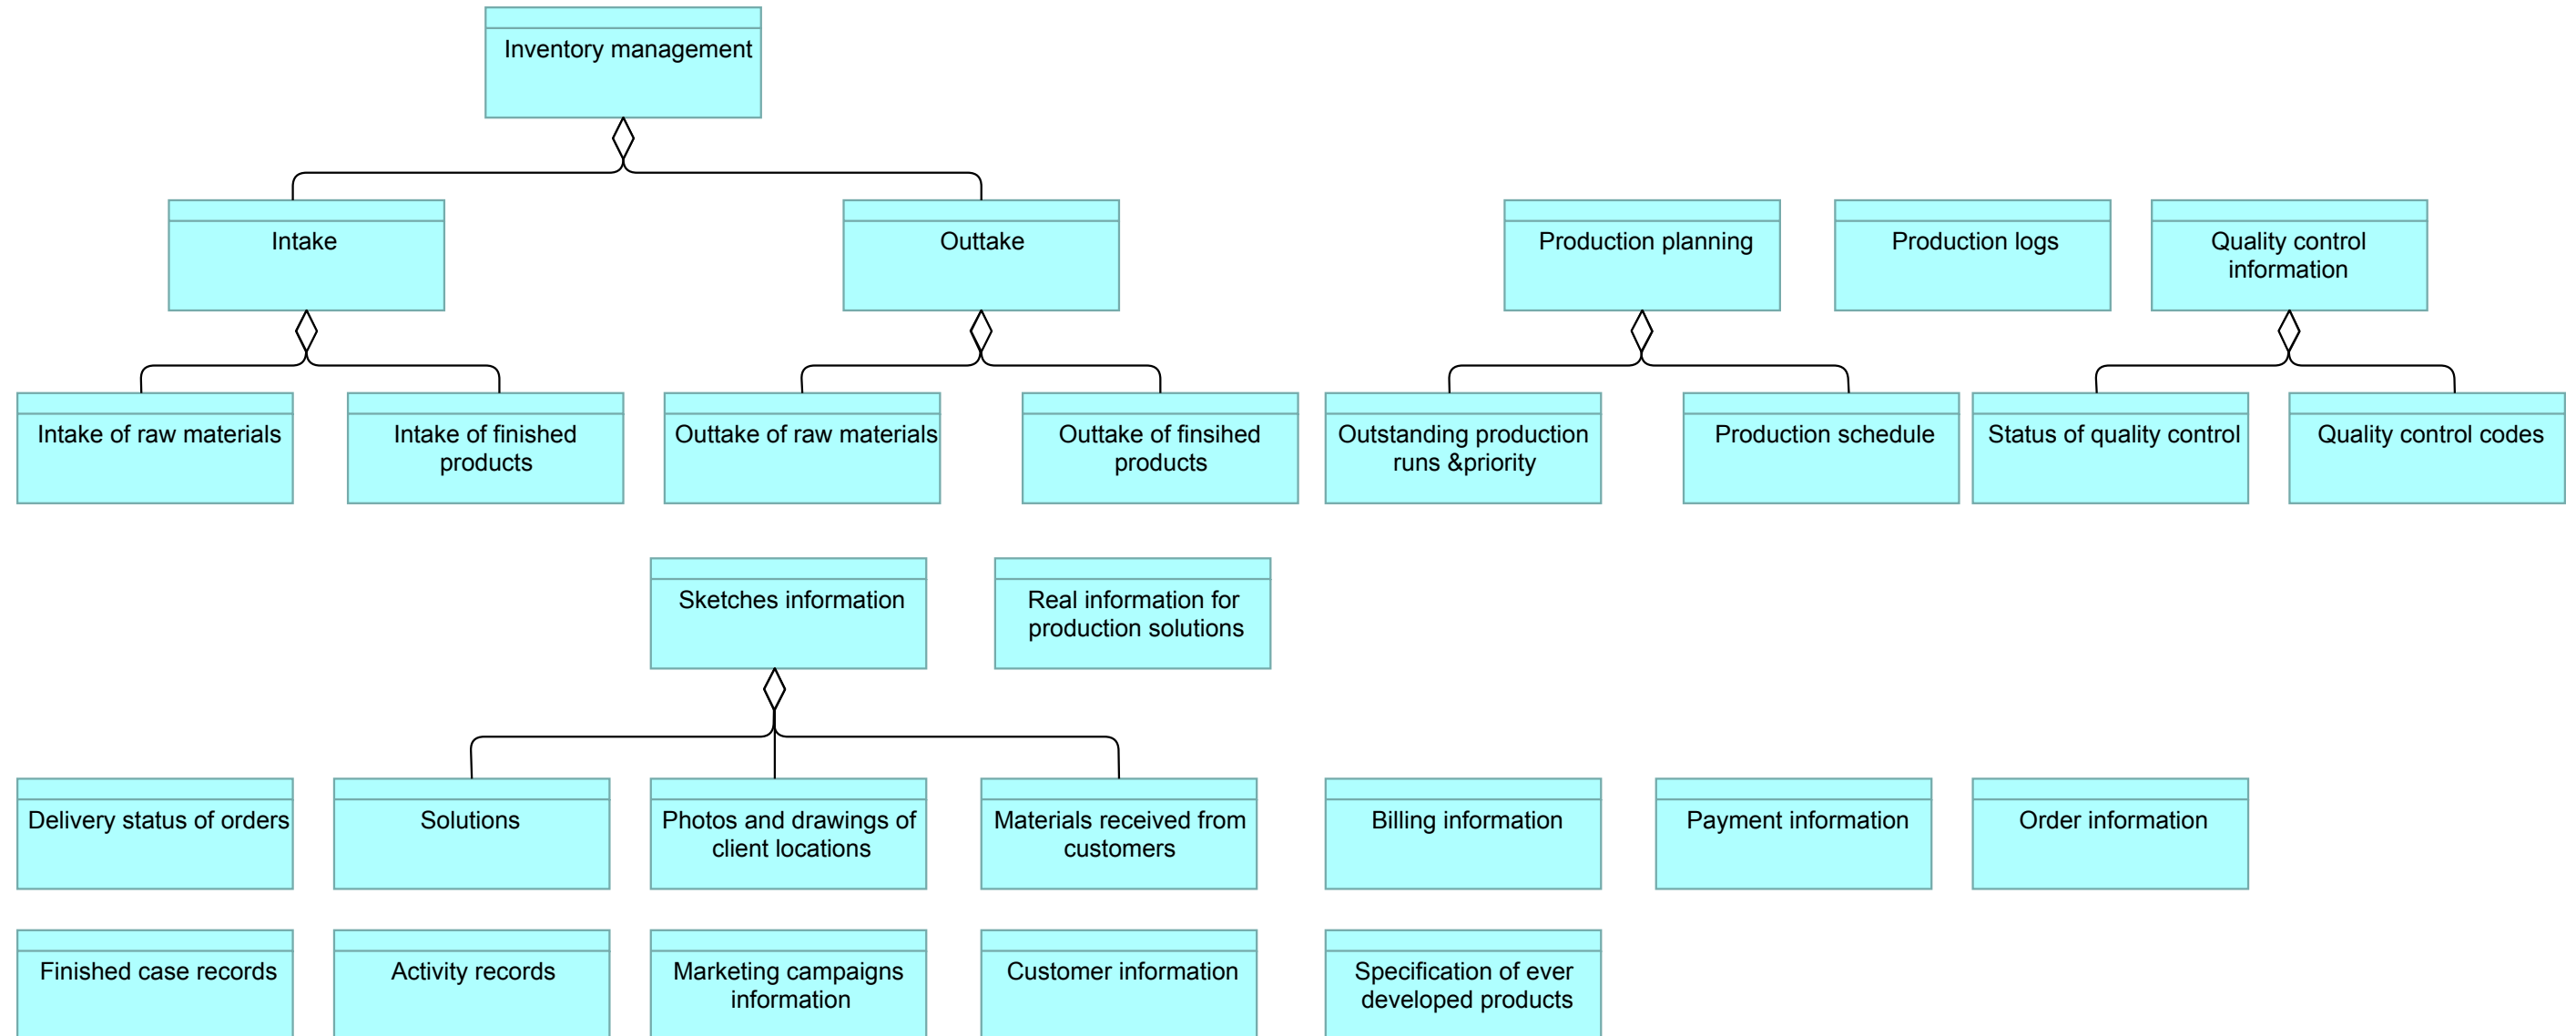 Inventory management
Intake
Outtake
Production planning
Production logs
Quality control
information
Intake of raw materials
Intake of finished
products
Outtake of raw materials
Outtake of finsihed
products
Outstanding production
runs &priority
Production schedule
Status of quality control
Quality control codes
Sketches information
Real information for
production solutions
Delivery status of orders
Solutions
Photos and drawings of
client locations
Materials received from
customers
Billing information
Payment information
Order information
Finished case records
Activity records
Marketing campaigns
information
Customer information
Specification of ever
developed products